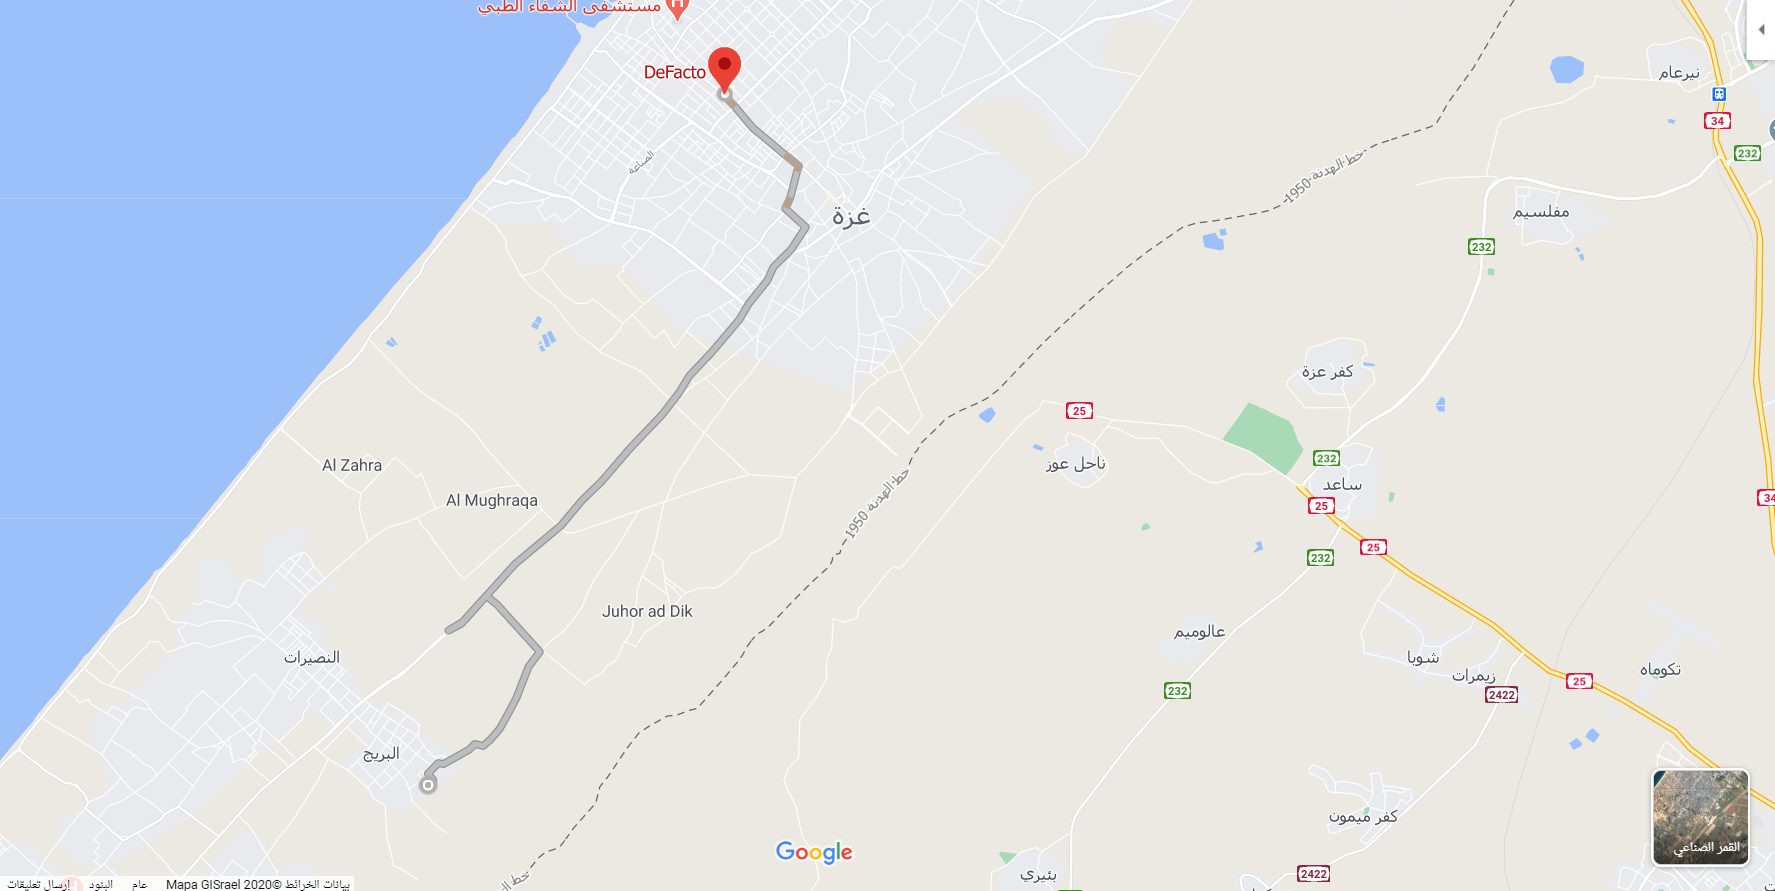 مستشفى الشفاء الطبي
DeFacto
نيرعام
34
232
الصناعة
خط الهدنة 1950
غزة
مفلسيم
232
كفر عزة
25
ناحل عوز
232
ساعد
25
34
Al Zahra
Al Mughraqa
خط الهدنة 1950
25
232
Juhor ad Dik
عالوميم
النصيرات
شوبا
زيمرات
تكوماه
25
232
2422
البريج
كفر ميمون
القمر الصناعي
Google
بئيري
2422
خط الهد
بيانات الخرائط ©2020 Mapa GISrael
عام
البنود
إرسال تعليقات